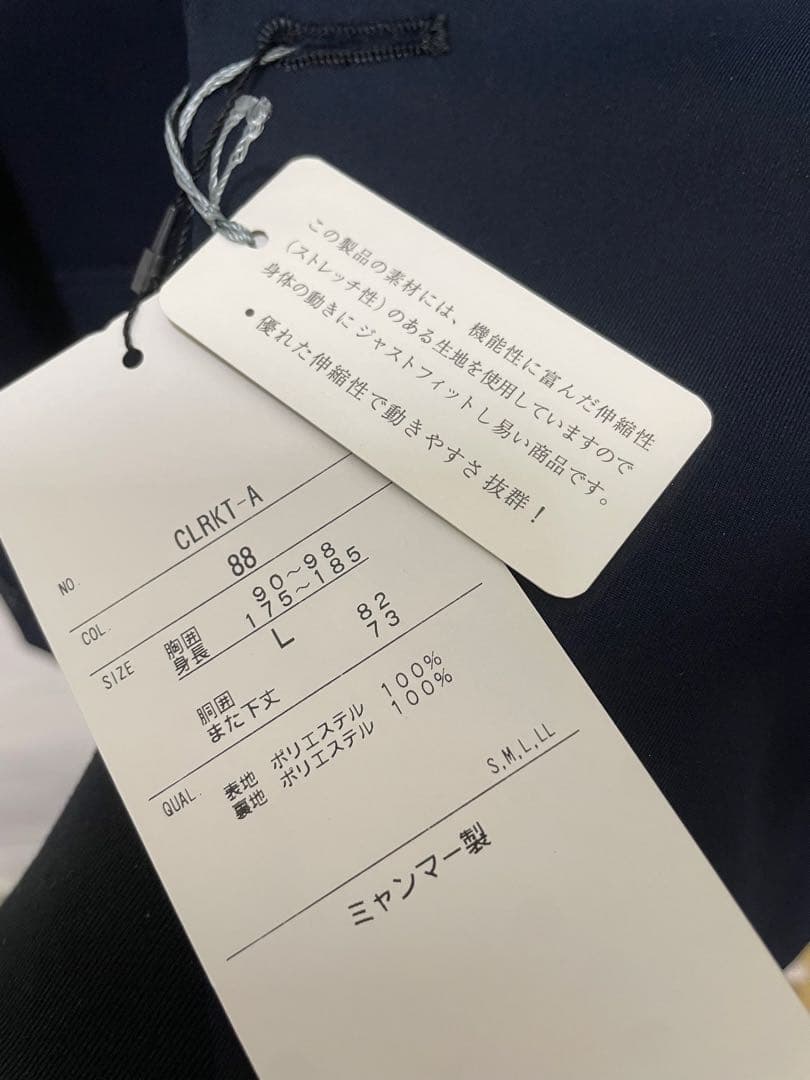 この製品の素材には、機能性に富んだ伸縮性
(ストレッチ性)のある生地を使用していますので
身体の動きにジャストフィットし易い商品です。
• 優れた伸縮性で動きやすさ抜群!
NO. CLRKT-A
COL. 88
SIZE 胸囲 90～98
身長 175～185
L
胴囲 82
また下丈 73
QUAL. 表地 ポリエステル 100%
裏地 ポリエステル 100%
S,M,L,LL
ミャンマー製